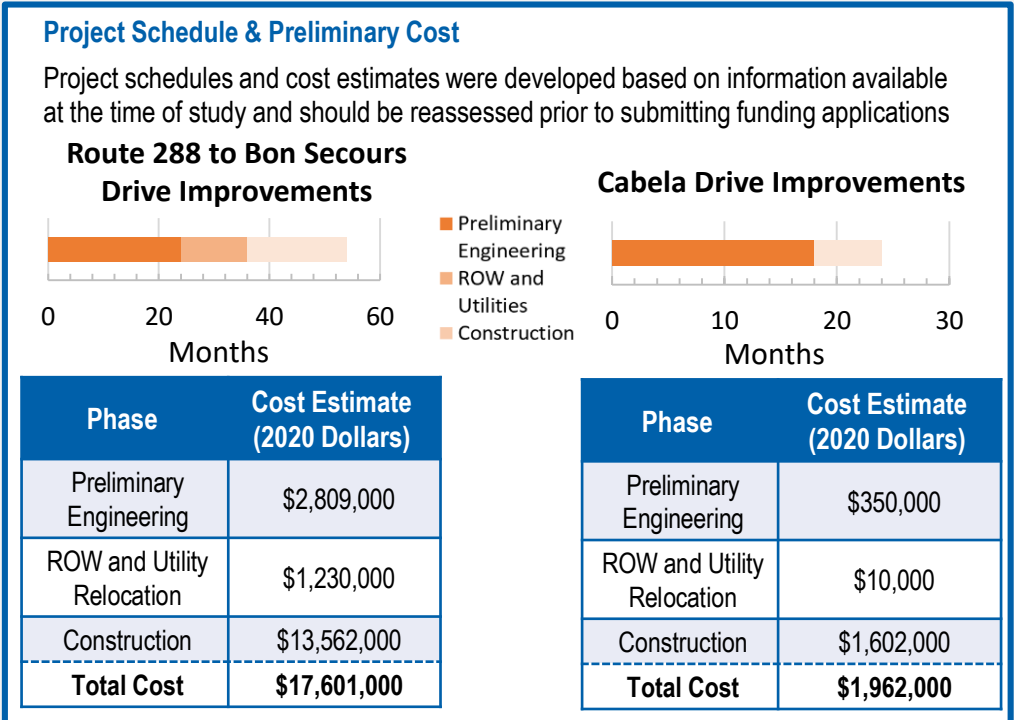 Project Schedule & Preliminary Cost
Project schedules and cost estimates were developed based on information available
at the time of study and should be reassessed prior to submitting funding applications
Route 288 to Bon Secours
Drive Improvements
0 20 40 60
Months
Preliminary
Engineering
ROW and
Utilities
Construction
Cabela Drive Improvements
0 10 20 30
Months
Phase Cost Estimate
(2020 Dollars)
Preliminary
Engineering $2,809,000
ROW and Utility
Relocation $1,230,000
Construction $13,562,000
Total Cost $17,601,000
Phase Cost Estimate
(2020 Dollars)
Preliminary
Engineering $350,000
ROW and Utility
Relocation $10,000
Construction $1,602,000
Total Cost $1,962,000